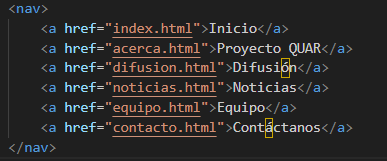 <nav>
<a href="index.html">Inicio</a>
<a href="acerca.html">Proyecto QUAR</a>
<a href="difusion.html">Difusión</a>
<a href="noticias.html">Noticias</a>
<a href="equipo.html">Equipo</a>
<a href="contacto.html">Contáctanos</a>
</nav>